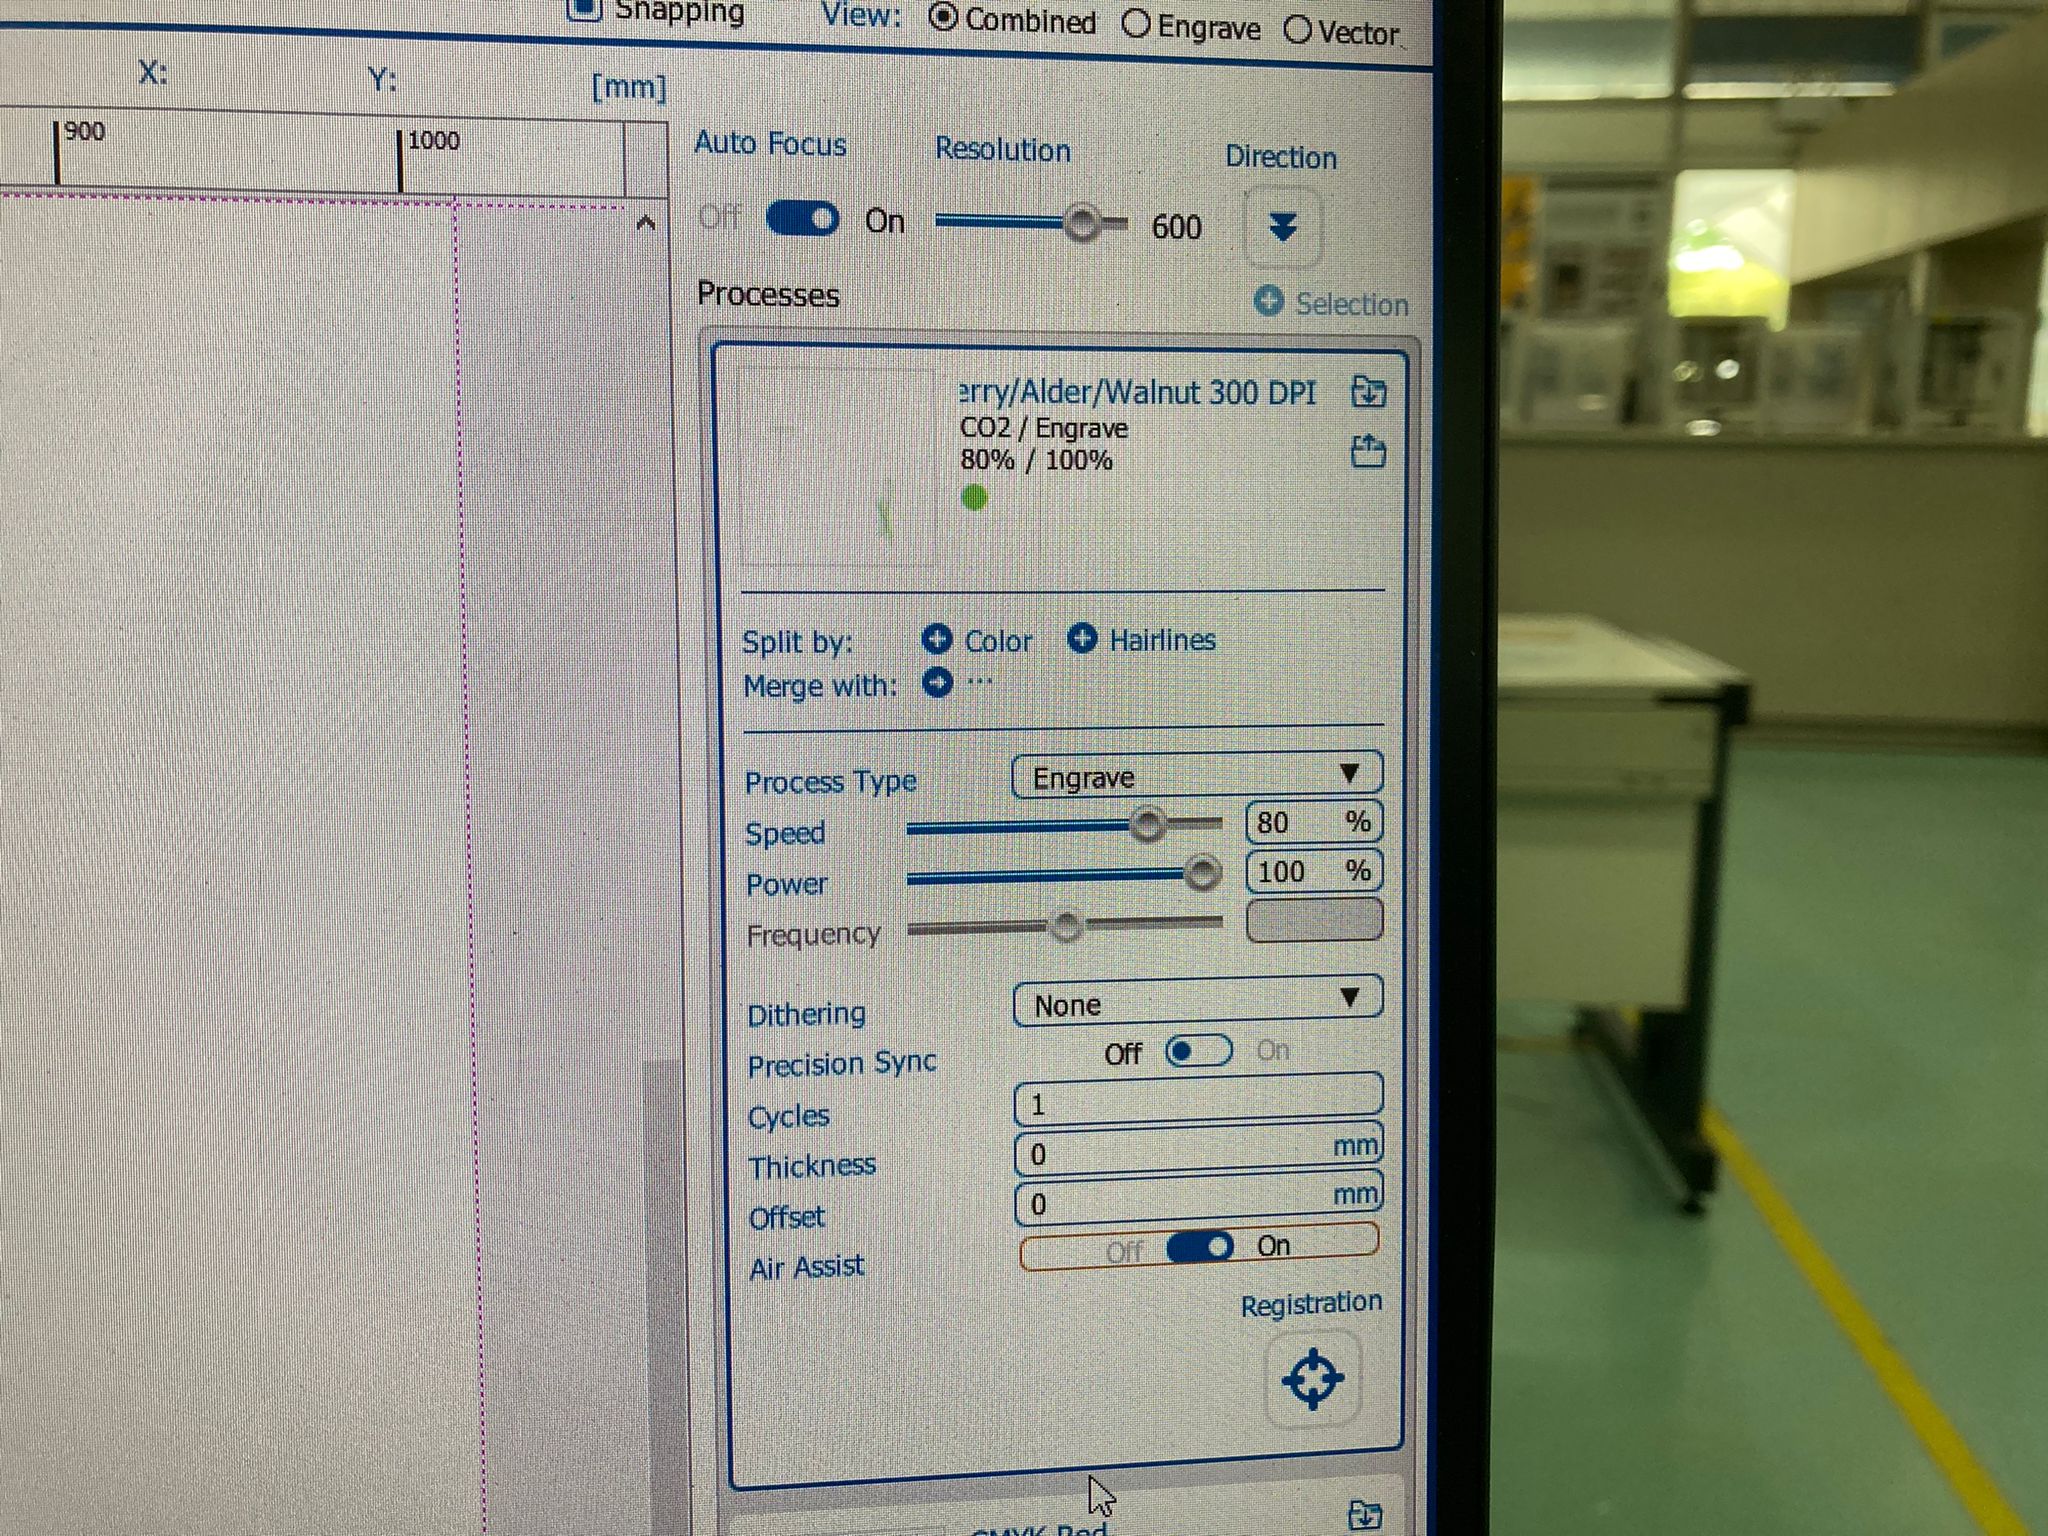 Snapping View: Combined Engrave Vector
X: Y: [mm]
900 1000
Auto Focus Resolution Direction
Off On 600
Processes Selection
erry/Alder/Walnut 300 DPI
CO2 / Engrave
80% / 100%
Split by: Color Hairlines
Merge with: ...
Process Type Engrave
Speed 80 %
Power 100 %
Frequency
Dithering None
Precision Sync Off On
Cycles 1
Thickness 0 mm
Offset 0 mm
Air Assist Off On
Registration
CMYK Red